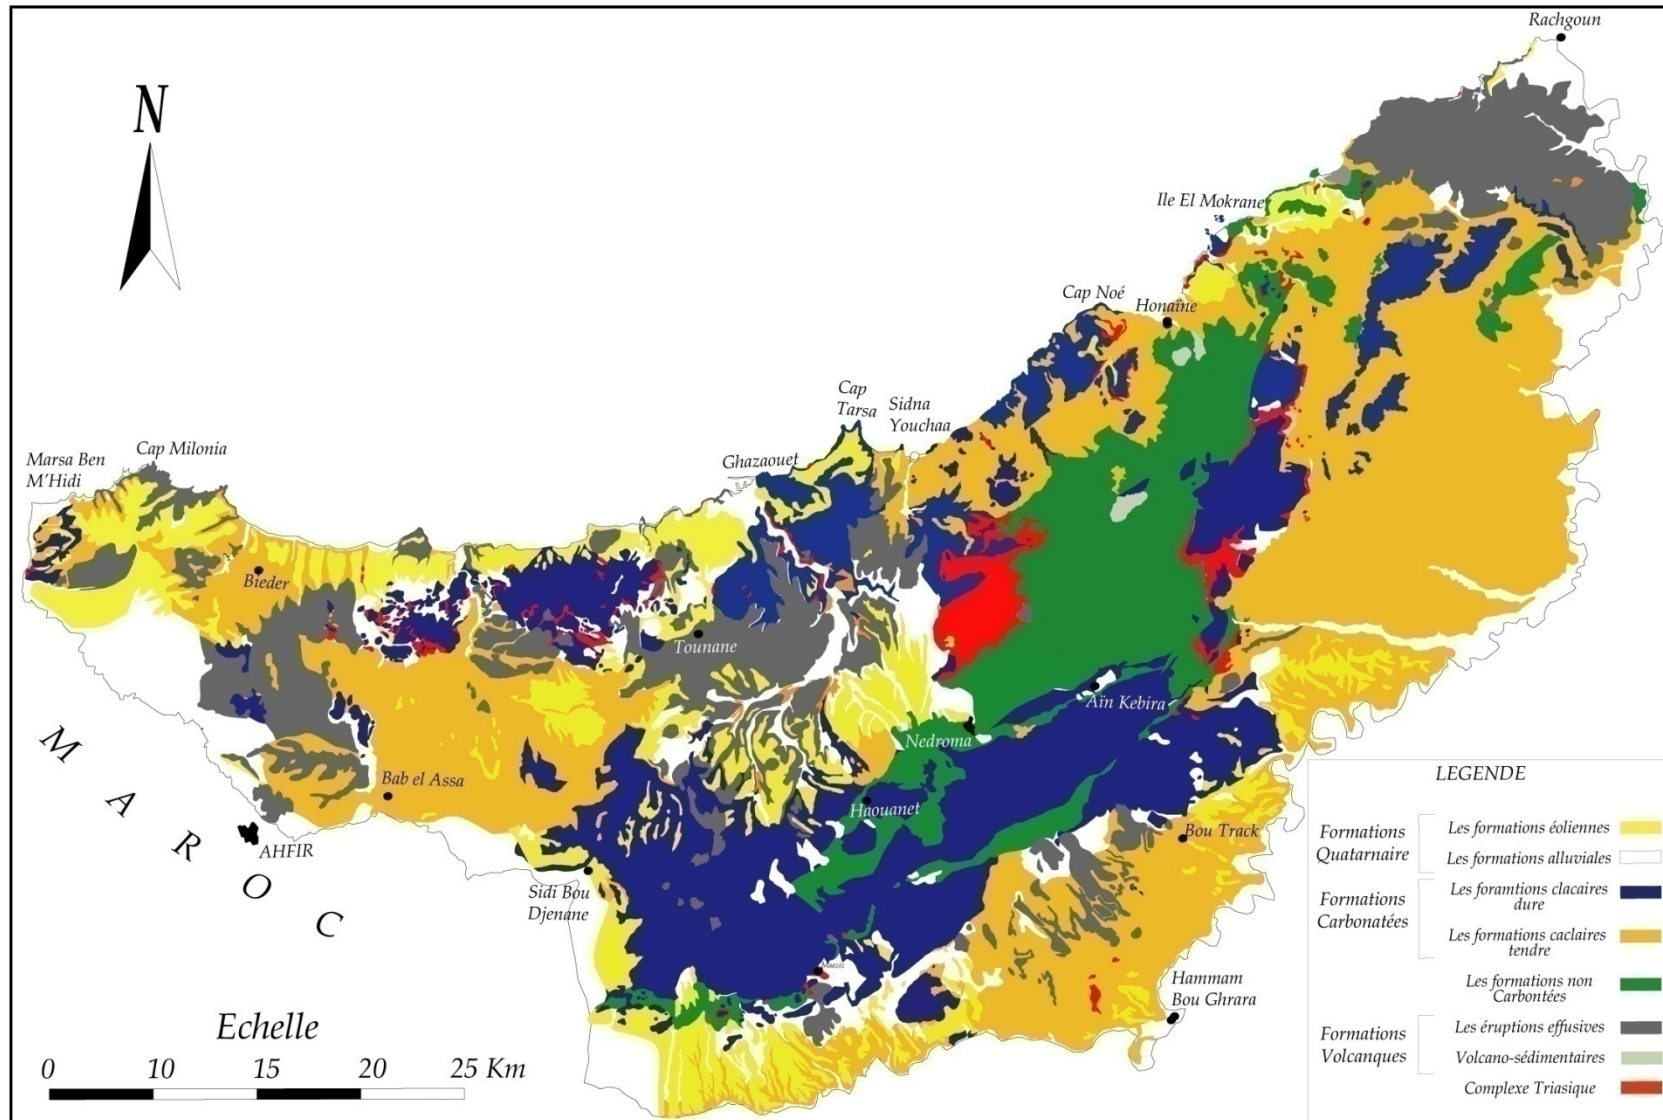 Rachgoun
N
Ile El Mokrane
Cap Noé
Honaïne
Cap
Tarsa
Sidna
Youchaa
Marsa Ben
M'Hidi
Cap Milonia
Ghazaouet
Bieder
Tounane
Aïn Kebira
Nedroma
MAROC
Bab el Assa
Haouanet
AHFIR
Bou Track
Sidi Bou
Djenane
Hammam
Bou Ghrara
Echelle
0 10 15 20 25 Km
LEGENDE
Formations
Quatarnaire
Les formations éoliennes
Les formations alluviales
Formations
Carbonatées
Les foramtions clacaires
dure
Les formations caclaires
tendre
Les formations non
Carbontées
Formations
Volcanques
Les éruptions effusives
Volcano-sédimentaires
Complexe Triasique